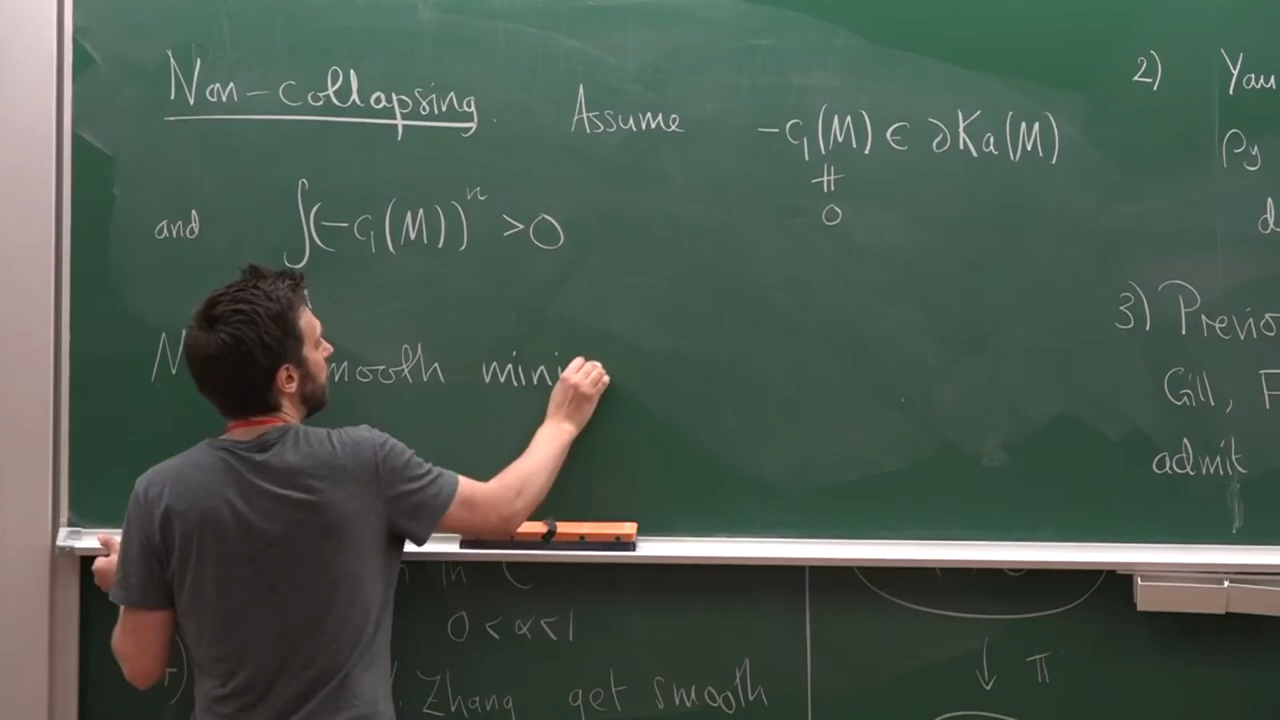 Non-collapsing. Assume -c₁(M) ∈ ∂Ka(M)
≠
0
and ∫(-c₁(M))ⁿ > 0
mooth mini
2) Yau
3) Previo
Gill, F
admit
in C
0 < α < 1
Zhang get smooth
↓ π